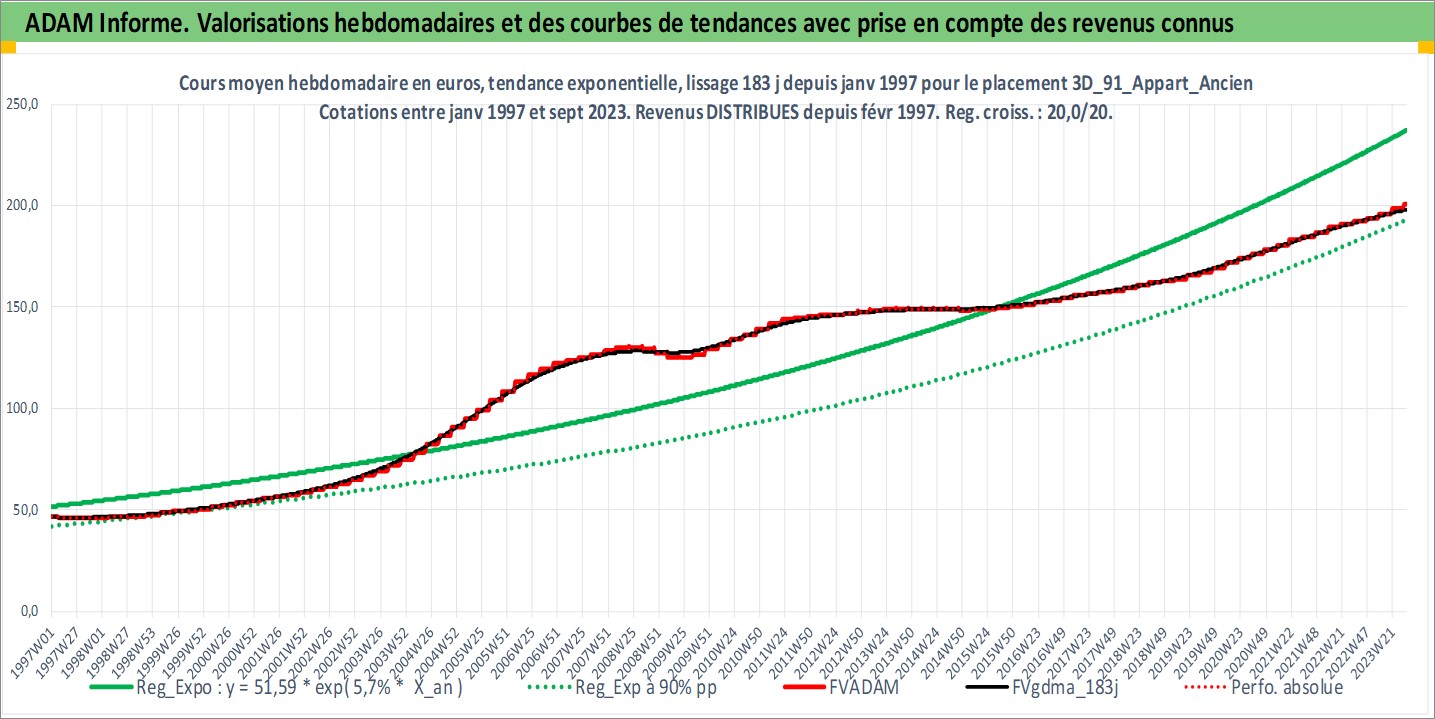 ADAM Informe. Valorisations hebdomadaires et des courbes de tendances avec prise en compte des revenus connus
Cours moyen hebdomadaire en euros, tendance exponentielle, lissage 183 j depuis janv 1997 pour le placement 3D_91_Appart_Ancien
Cotations entre janv 1997 et sept 2023. Revenus DISTRIBUES depuis févr 1997. Reg. croiss. : 20,0/20.
250,0
200,0
150,0
100,0
50,0
0,0
1997W01 1997W27 1998W01 1998W27 1998W53 1999W26 1999W52 2000W26 2000W52 2001W26 2001W52 2002W26 2002W52 2003W26 2003W52 2004W26 2004W52 2005W25 2005W51 2006W25 2006W51 2007W25 2007W51 2008W25 2008W51 2009W25 2009W51 2010W24 2010W50 2011W24 2011W50 2012W24 2012W50 2013W24 2013W50 2014W24 2014W50 2015W24 2015W50 2016W23 2016W49 2017W23 2017W49 2018W23 2018W49 2019W23 2019W49 2020W23 2020W49 2021W22 2021W48 2022W21 2022W47 2023W21
Reg_Expo : y = 51,59 * exp( 5,7% * X_an ) Reg_Exp à 90% pp FVADAM FVgdma_183j Perfo. absolue